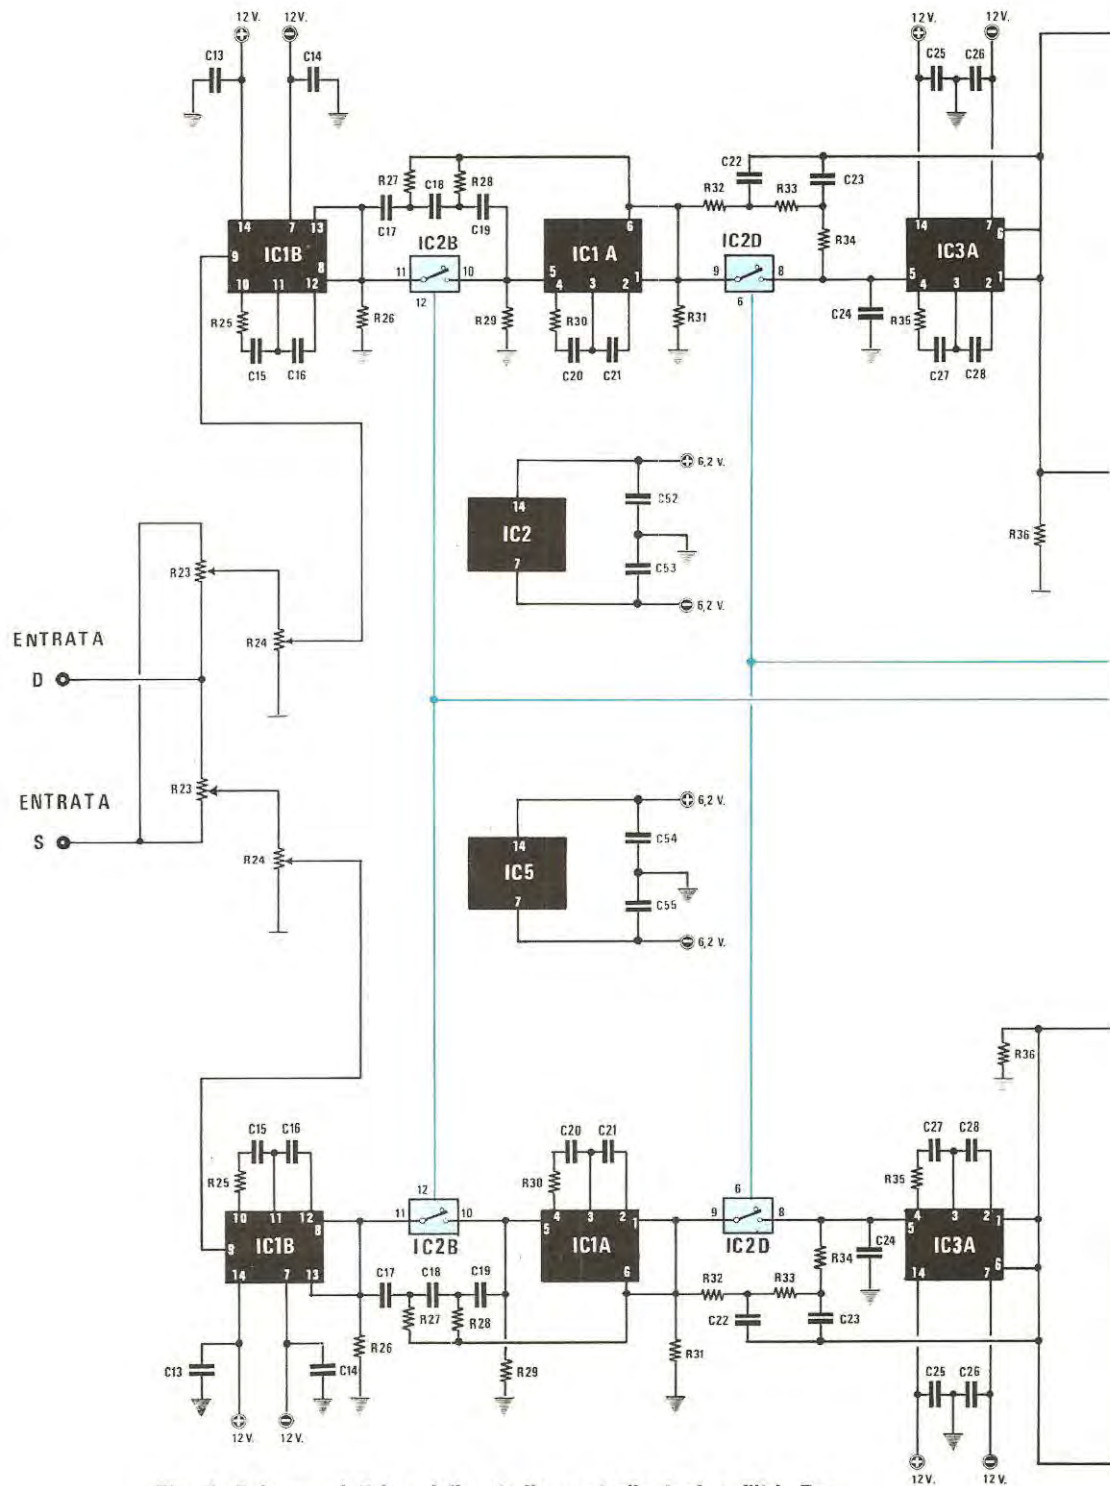 12 V. 12 V. 12 V. 12 V.
C13 C14 C25 C26
R27 C18 R28 C22 C23
C17 C19 R32 R33
14 7 13 6 R34 14 7 6
9 IC1B IC2B IC1 A IC2D IC3A
8 11 10 5 1 9 8 5 1
10 11 12 12 4 3 2 6 4 3 2
R25 R26 R29 R30 R31 C24 R35
C15 C16 C20 C21 C27 C28
6,2 V.
14 C52
IC2 R36
7 C53
R23 6,2 V.
ENTRATA R24
D
R23 6,2 V.
ENTRATA
S R24 14 C54
IC5
7 C55
6,2 V.
R36
C15 C16 C20 C21 C27 C28
R25 12 R30 6 R35
10 11 12 8 11 10 5 4 3 2 1 9 8 4 3 2 1
9 IC1B IC2B IC1A IC2D C24 5 IC3A
14 7 13 C17 C18 C19 6 R32 R33 R34 14 7 6
R27 R28 C22 C23
C13 C14 R26 R29 R31 C25 C26
12 V. 12 V.
12 V. 12 V.